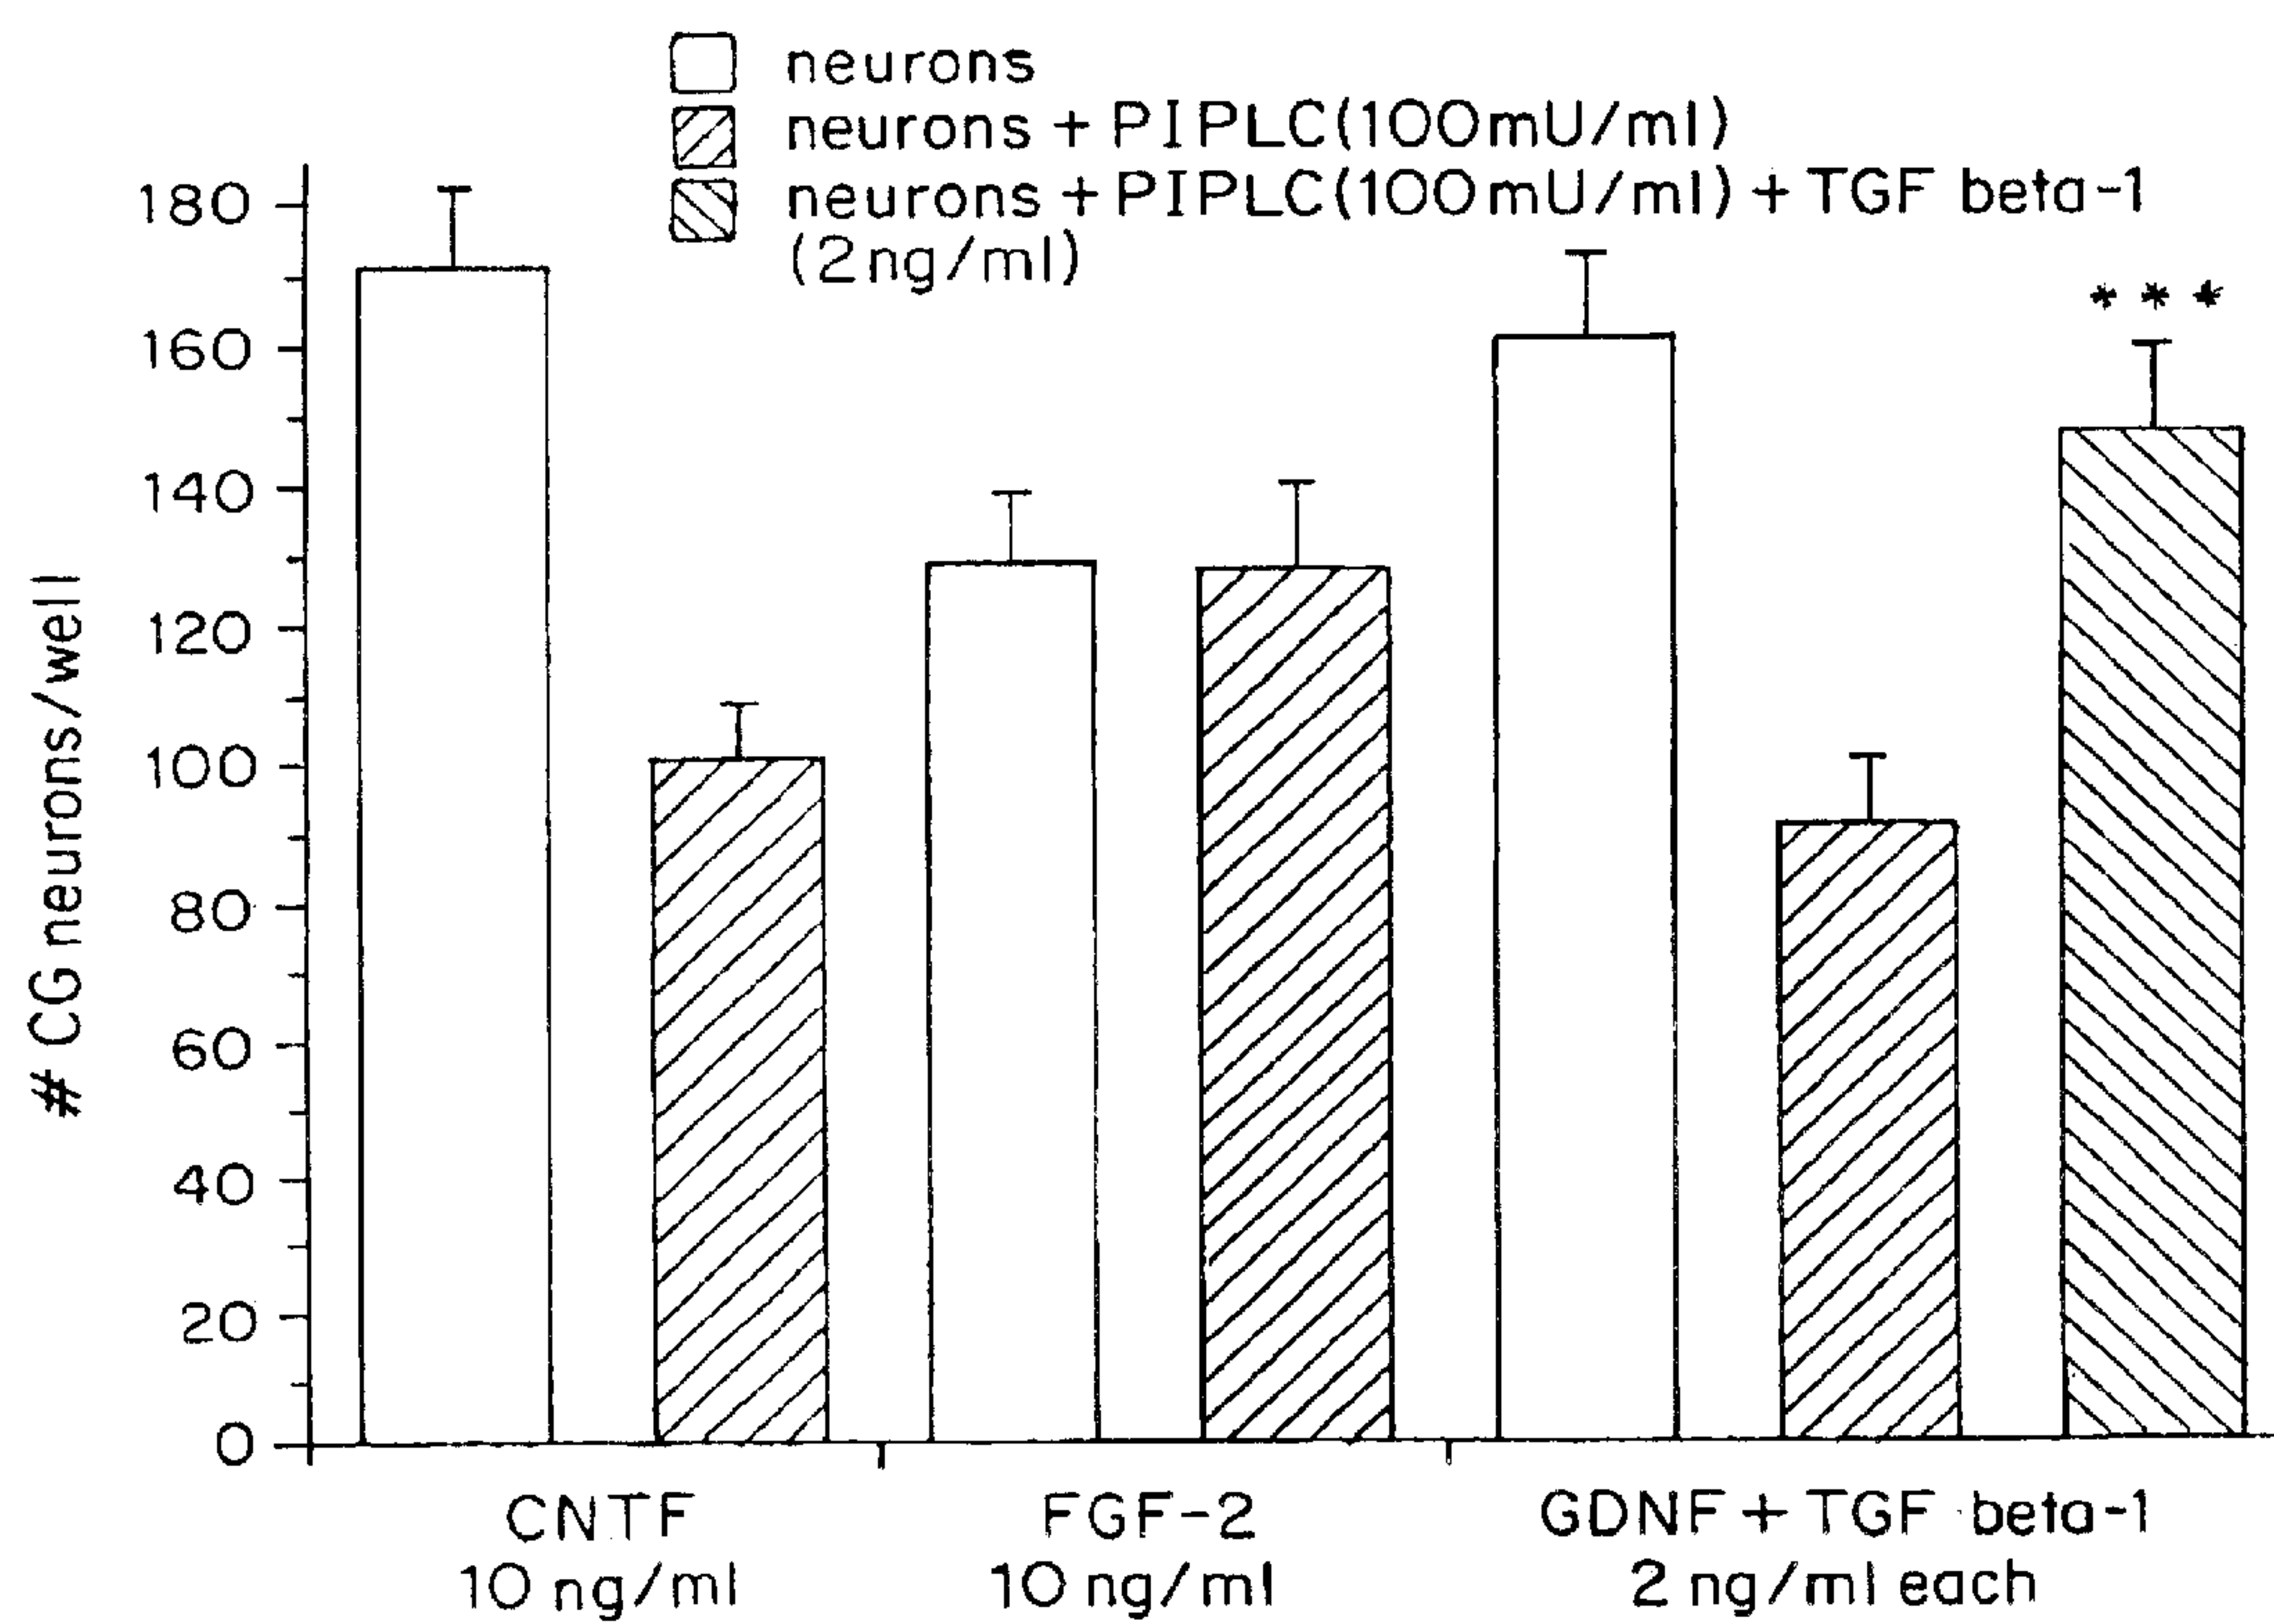 neurons
neurons + PIPLC(100mU/ml)
neurons + PIPLC(100mU/ml) + TGF beta-1
(2ng/ml)
180
160
140
120
100
80
60
40
20
0
# CG neurons/well
* * *
CNTF
10 ng/ml
FGF-2
10 ng/ml
GDNF + TGF beta-1
2 ng/ml each